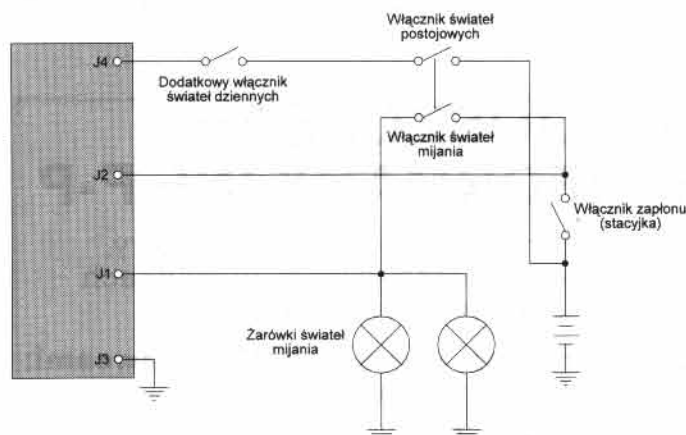 Włącznik świateł
postojowych
J4
Dodatkowy włącznik
świateł dziennych
Włącznik świateł
mijania
J2
Włącznik zapłonu
(stacyjka)
J1
Żarówki świateł
mijania
J3